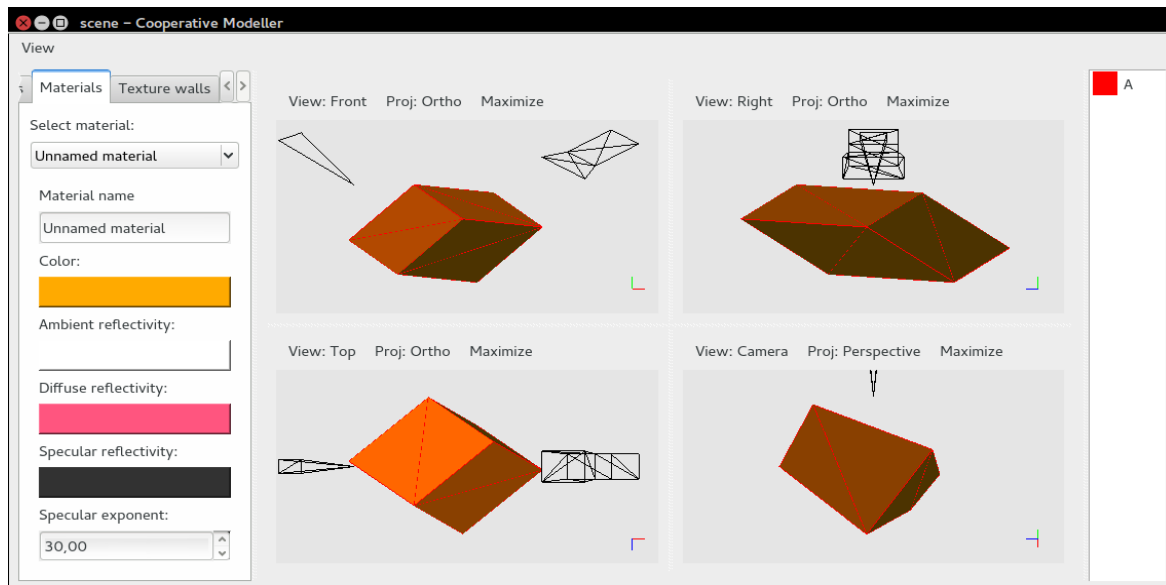 scene – Cooperative Modeller
View
Materials Texture walls
Select material:
Unnamed material
Material name
Unnamed material
Color:
Ambient reflectivity:
Diffuse reflectivity:
Specular reflectivity:
Specular exponent:
30,00
View: Front Proj: Ortho Maximize
View: Right Proj: Ortho Maximize
View: Top Proj: Ortho Maximize
View: Camera Proj: Perspective Maximize
A